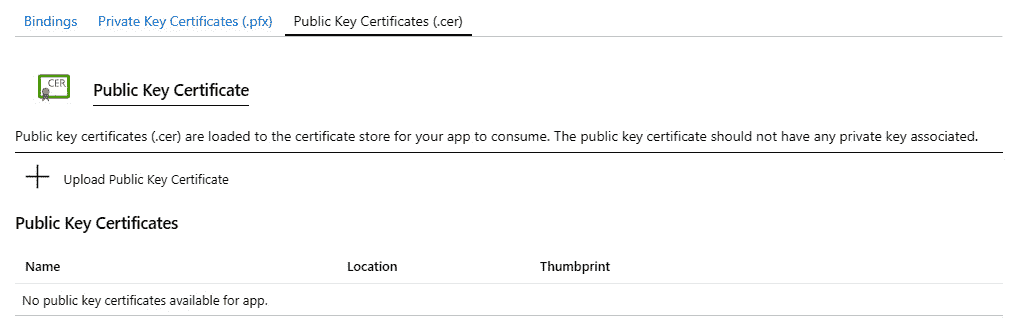 Bindings Private Key Certificates (.pfx) Public Key Certificates (.cer)
CER
Public Key Certificate
Public key certificates (.cer) are loaded to the certificate store for your app to consume. The public key certificate should not have any private key associated.
Upload Public Key Certificate
Public Key Certificates
Name Location Thumbprint
No public key certificates available for app.